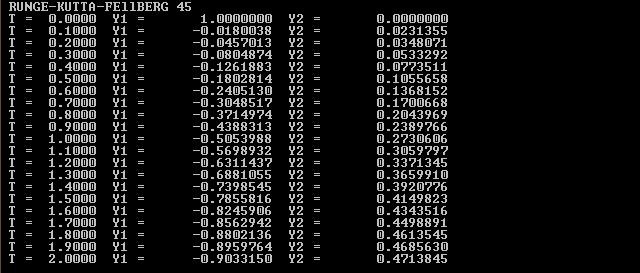 RUNGE-KUTTA-FEllBERG 45
T = 0.0000 Y1 = 1.0000000 Y2 = 0.0000000
T = 0.1000 Y1 = -0.0180038 Y2 = 0.0231355
T = 0.2000 Y1 = -0.0457013 Y2 = 0.0348071
T = 0.3000 Y1 = -0.0804874 Y2 = 0.0533292
T = 0.4000 Y1 = -0.1261883 Y2 = 0.0773511
T = 0.5000 Y1 = -0.1802814 Y2 = 0.1055658
T = 0.6000 Y1 = -0.2405130 Y2 = 0.1368152
T = 0.7000 Y1 = -0.3048517 Y2 = 0.1700668
T = 0.8000 Y1 = -0.3714974 Y2 = 0.2043969
T = 0.9000 Y1 = -0.4388313 Y2 = 0.2389766
T = 1.0000 Y1 = -0.5053988 Y2 = 0.2730606
T = 1.1000 Y1 = -0.5698932 Y2 = 0.3059797
T = 1.2000 Y1 = -0.6311437 Y2 = 0.3371345
T = 1.3000 Y1 = -0.6881055 Y2 = 0.3659910
T = 1.4000 Y1 = -0.7398545 Y2 = 0.3920776
T = 1.5000 Y1 = -0.7855816 Y2 = 0.4149823
T = 1.6000 Y1 = -0.8245906 Y2 = 0.4343516
T = 1.7000 Y1 = -0.8562942 Y2 = 0.4498891
T = 1.8000 Y1 = -0.8802136 Y2 = 0.4613545
T = 1.9000 Y1 = -0.8959764 Y2 = 0.4685630
T = 2.0000 Y1 = -0.9033150 Y2 = 0.4713845